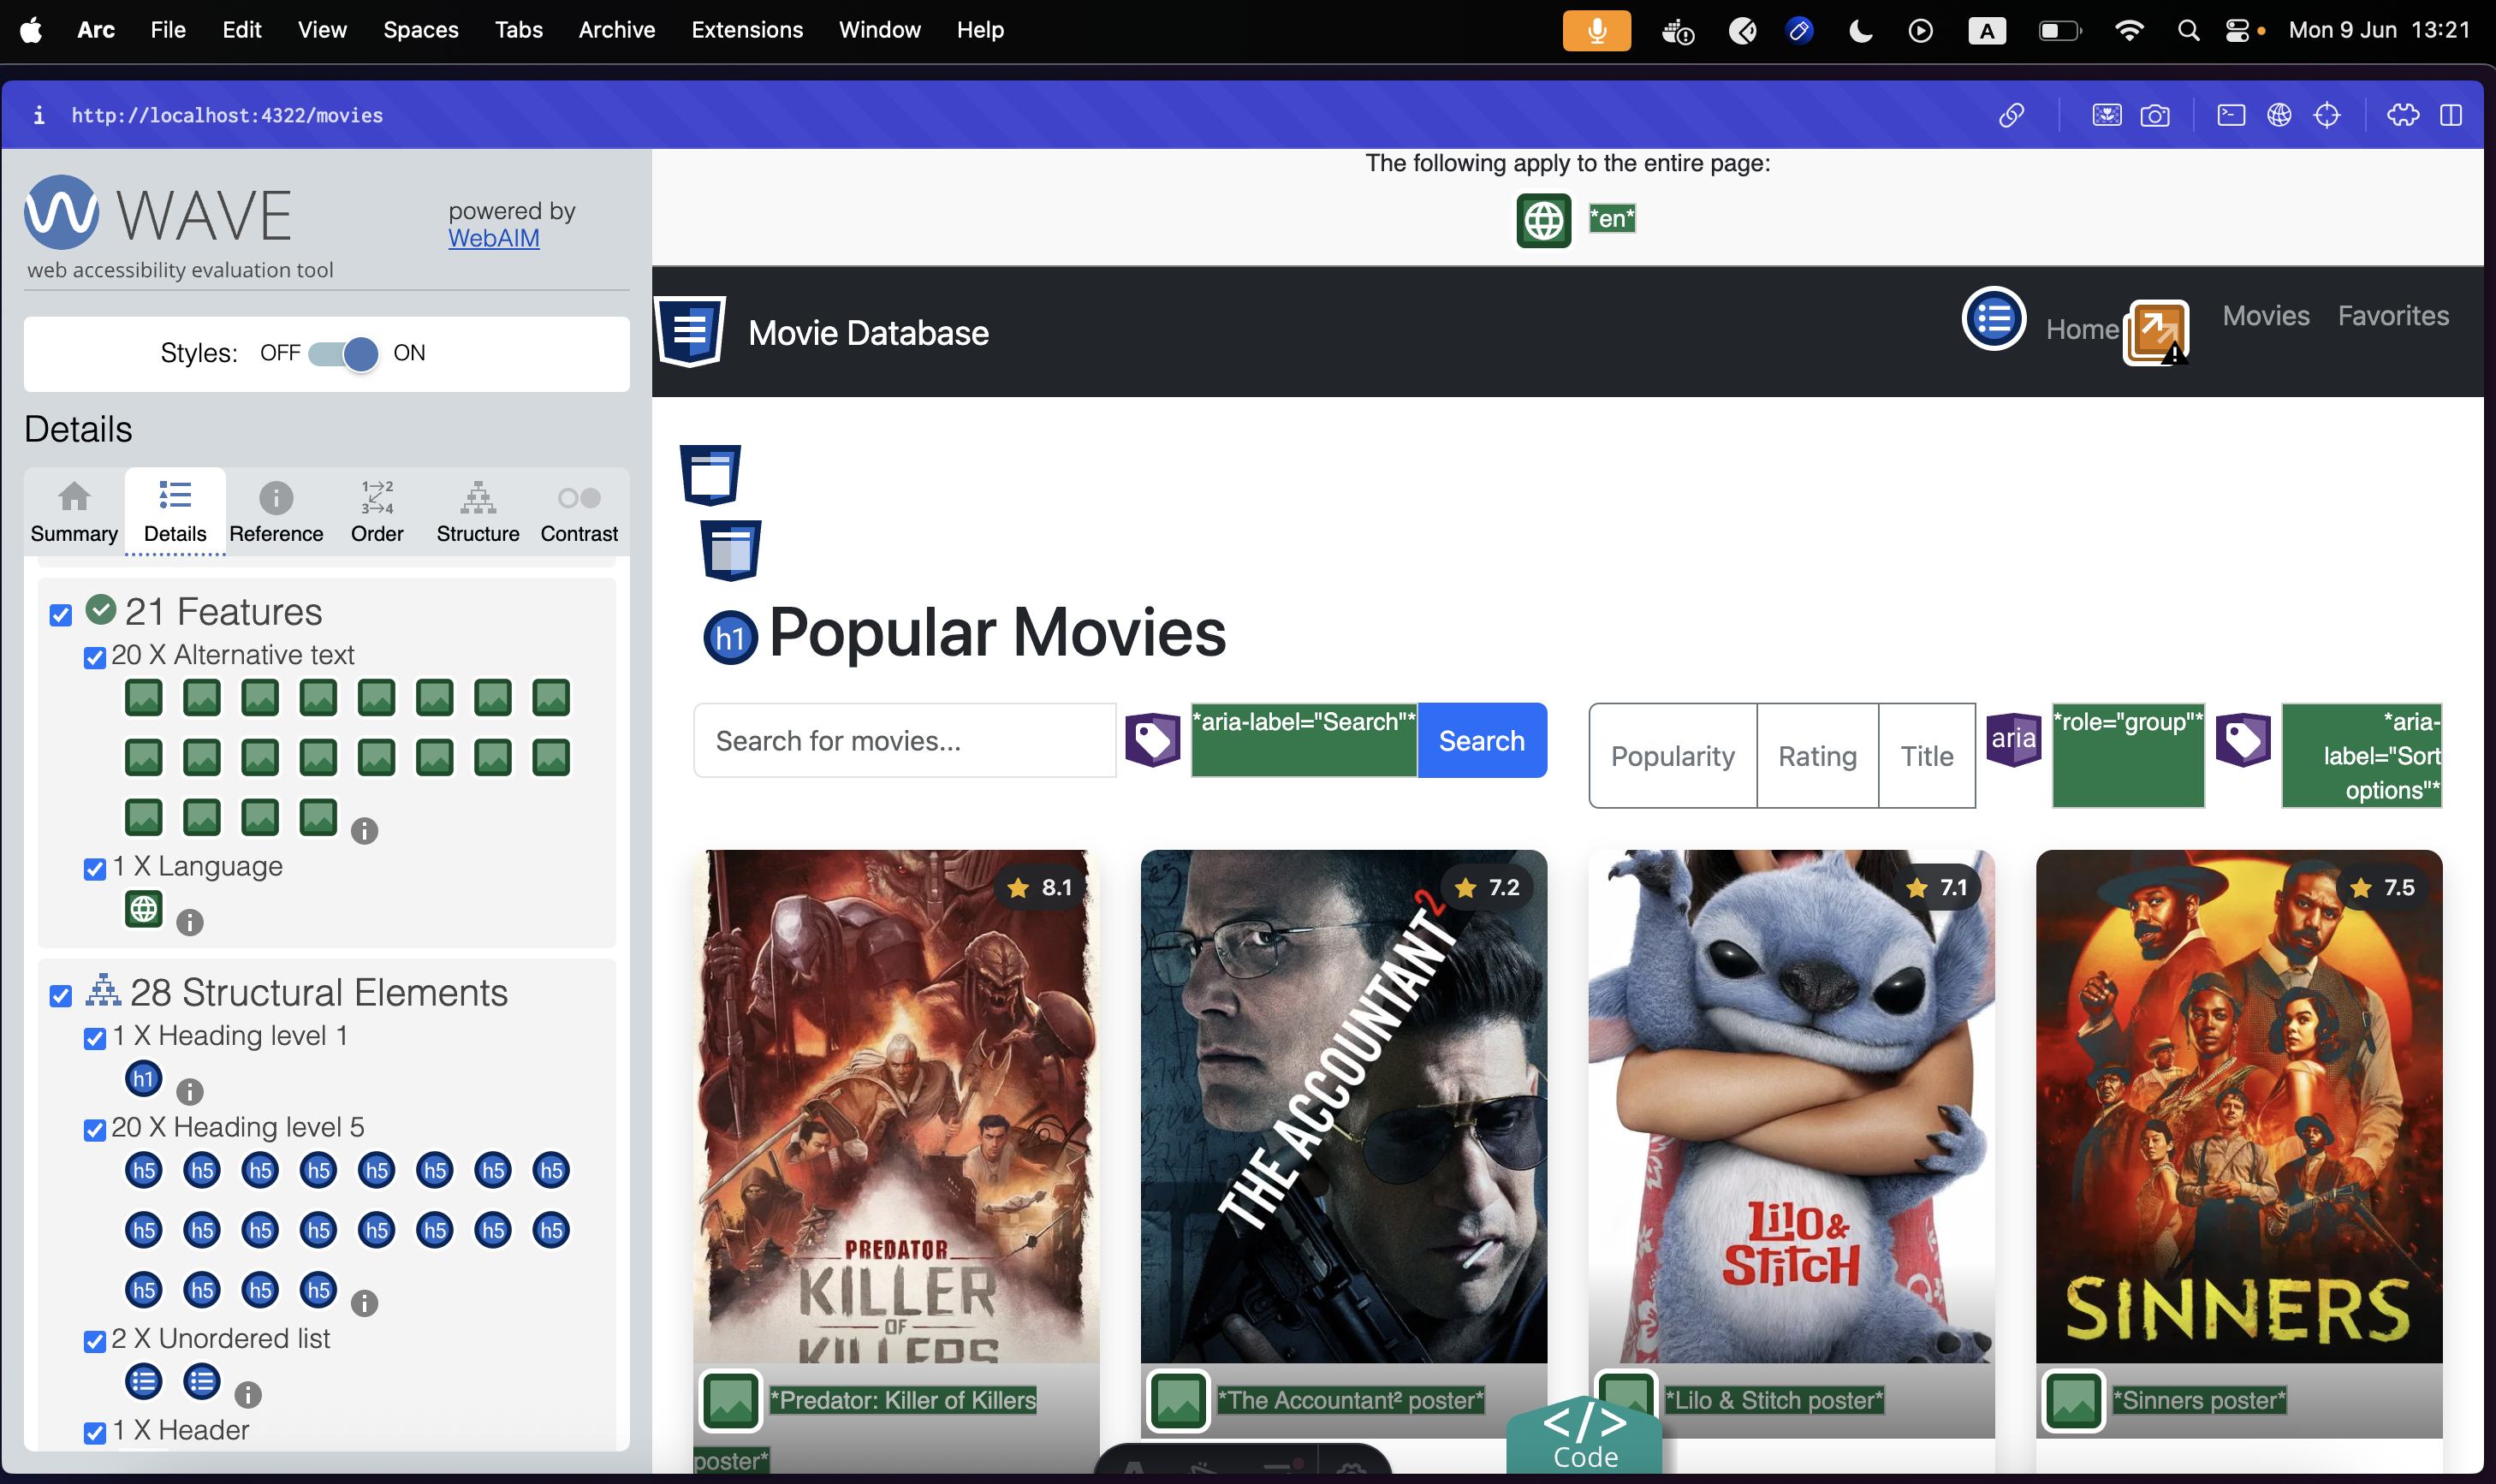 Arc File Edit View Spaces Tabs Archive Extensions Window Help A Mon 9 Jun 13:21
http://localhost:4322/movies
WAVE
powered by
WebAIM
web accessibility evaluation tool
Styles: OFF ON
Details
Summary Details Reference Order Structure Contrast
21 Features
20 X Alternative text
1 X Language
28 Structural Elements
1 X Heading level 1
h1
20 X Heading level 5
h5 h5 h5 h5 h5 h5 h5 h5
h5 h5 h5 h5 h5 h5 h5 h5
h5 h5 h5 h5
2 X Unordered list
1 X Header
The following apply to the entire page:
*en*
Movie Database
Home Movies Favorites
h1 Popular Movies
Search for movies...
*aria-label="Search"*
Search
Popularity Rating Title
aria
*role="group"*
*aria-
label="Sort
options"*
8.1
PREDATOR
KILLER
OF
KILLERS
*Predator: Killer of Killers
poster*
7.2
THE ACCOUNTANT 2
*The Accountant² poster*
7.1
Lilo &
Stitch
*Lilo & Stitch poster*
7.5
SINNERS
*Sinners poster*
</> Code